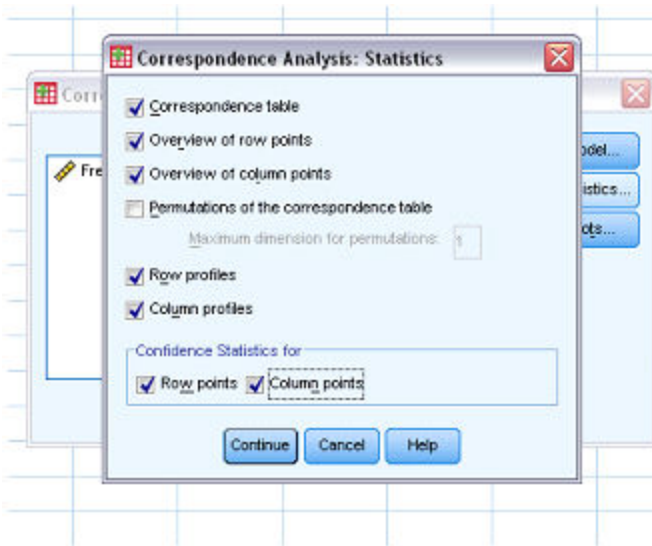 Correspondence Analysis: Statistics
Corre
Correspondence table
Overview of row points
Overview of column points
Permutations of the correspondence table
Maximum dimension for permutations: 1
Row profiles
Column profiles
Confidence Statistics for
Row points Column points
Continue Cancel Help
Fre
odel...
istics...
ots...